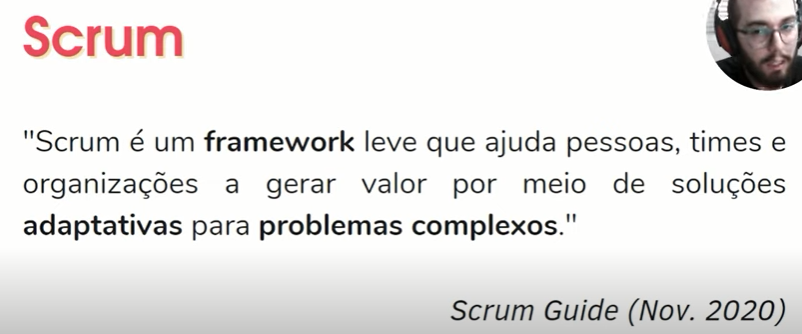 Scrum
"Scrum é um framework leve que ajuda pessoas, times e
organizações a gerar valor por meio de soluções
adaptativas para problemas complexos."
Scrum Guide (Nov. 2020)